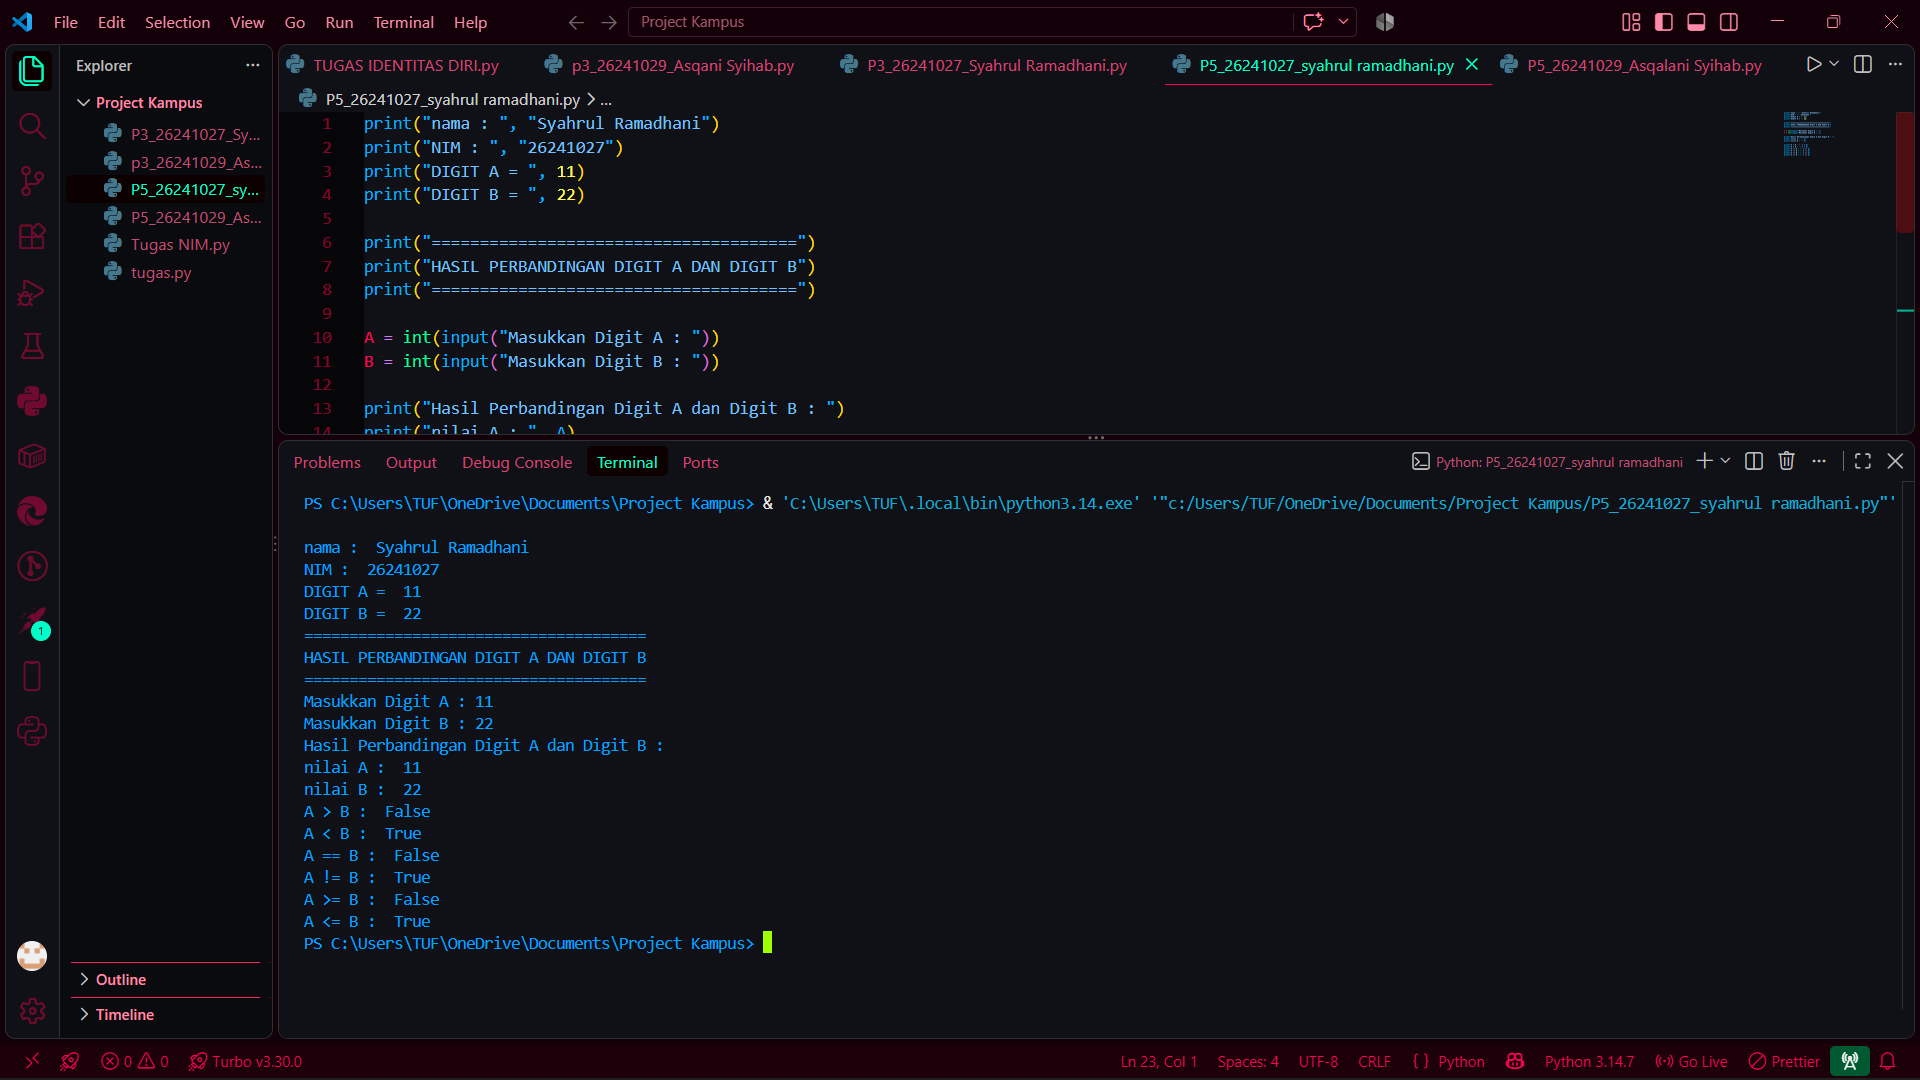 File Edit Selection View Go Run Terminal Help
Project Kampus
Explorer
Project Kampus
P3_26241027_Sy...
p3_26241029_As...
P5_26241027_sy...
P5_26241029_As...
Tugas NIM.py
tugas.py
Outline
Timeline
TUGAS IDENTITAS DIRI.py p3_26241029_Asqani Syihab.py P3_26241027_Syahrul Ramadhani.py P5_26241027_syahrul ramadhani.py P5_26241029_Asqalani Syihab.py
P5_26241027_syahrul ramadhani.py > ...
1 print("nama : ", "Syahrul Ramadhani")
2 print("NIM : ", "26241027")
3 print("DIGIT A = ", 11)
4 print("DIGIT B = ", 22)
5
6 print("======================================")
7 print("HASIL PERBANDINGAN DIGIT A DAN DIGIT B")
8 print("======================================")
9
10 A = int(input("Masukkan Digit A : "))
11 B = int(input("Masukkan Digit B : "))
12
13 print("Hasil Perbandingan Digit A dan Digit B : ")
14 print("nilai A : ", A)
Problems Output Debug Console Terminal Ports
Python: P5_26241027_syahrul ramadhani
PS C:\Users\TUF\OneDrive\Documents\Project Kampus> & 'C:\Users\TUF\.local\bin\python3.14.exe' '"c:/Users/TUF/OneDrive/Documents/Project Kampus/P5_26241027_syahrul ramadhani.py"'
nama :  Syahrul Ramadhani
NIM :  26241027
DIGIT A =  11
DIGIT B =  22
======================================
HASIL PERBANDINGAN DIGIT A DAN DIGIT B
======================================
Masukkan Digit A : 11
Masukkan Digit B : 22
Hasil Perbandingan Digit A dan Digit B :
nilai A :  11
nilai B :  22
A > B :  False
A < B :  True
A == B :  False
A != B :  True
A >= B :  False
A <= B :  True
PS C:\Users\TUF\OneDrive\Documents\Project Kampus>
1
0 0 Turbo v3.30.0 Ln 23, Col 1 Spaces: 4 UTF-8 CRLF { } Python Python 3.14.7 Go Live Prettier